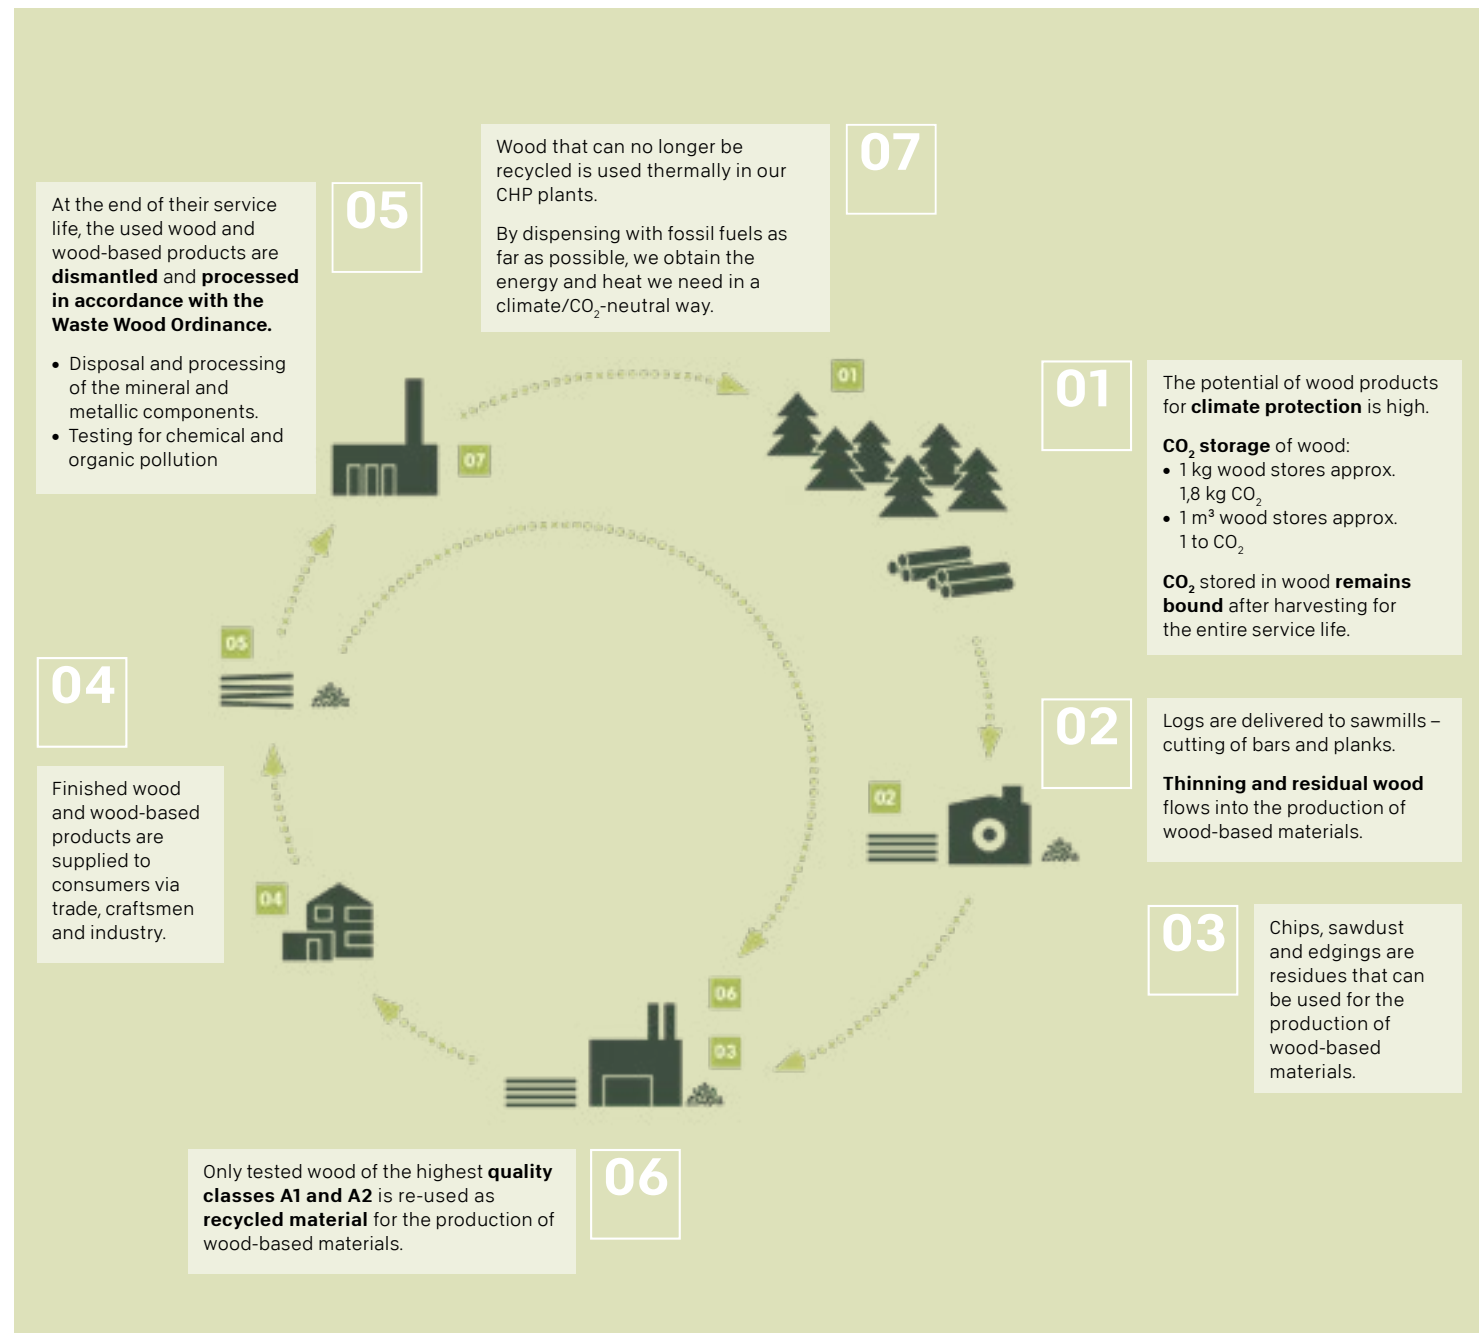 Wood that can no longer be
recycled is used thermally in our
CHP plants.
By dispensing with fossil fuels as
far as possible, we obtain the
energy and heat we need in a
climate/CO₂-neutral way.
07
At the end of their service
life, the used wood and
wood-based products are
dismantled and processed
in accordance with the
Waste Wood Ordinance.
• Disposal and processing
of the mineral and
metallic components.
• Testing for chemical and
organic pollution
05
01
07
01
The potential of wood products
for climate protection is high.
CO₂ storage of wood:
• 1 kg wood stores approx.
1,8 kg CO₂
• 1 m³ wood stores approx.
1 to CO₂
CO₂ stored in wood remains
bound after harvesting for
the entire service life.
05
04
Finished wood
and wood-based
products are
supplied to
consumers via
trade, craftsmen
and industry.
02
Logs are delivered to sawmills –
cutting of bars and planks.
Thinning and residual wood
flows into the production of
wood-based materials.
02
04
03
Chips, sawdust
and edgings are
residues that can
be used for the
production of
wood-based
materials.
06
03
Only tested wood of the highest quality
classes A1 and A2 is re-used as
recycled material for the production of
wood-based materials.
06